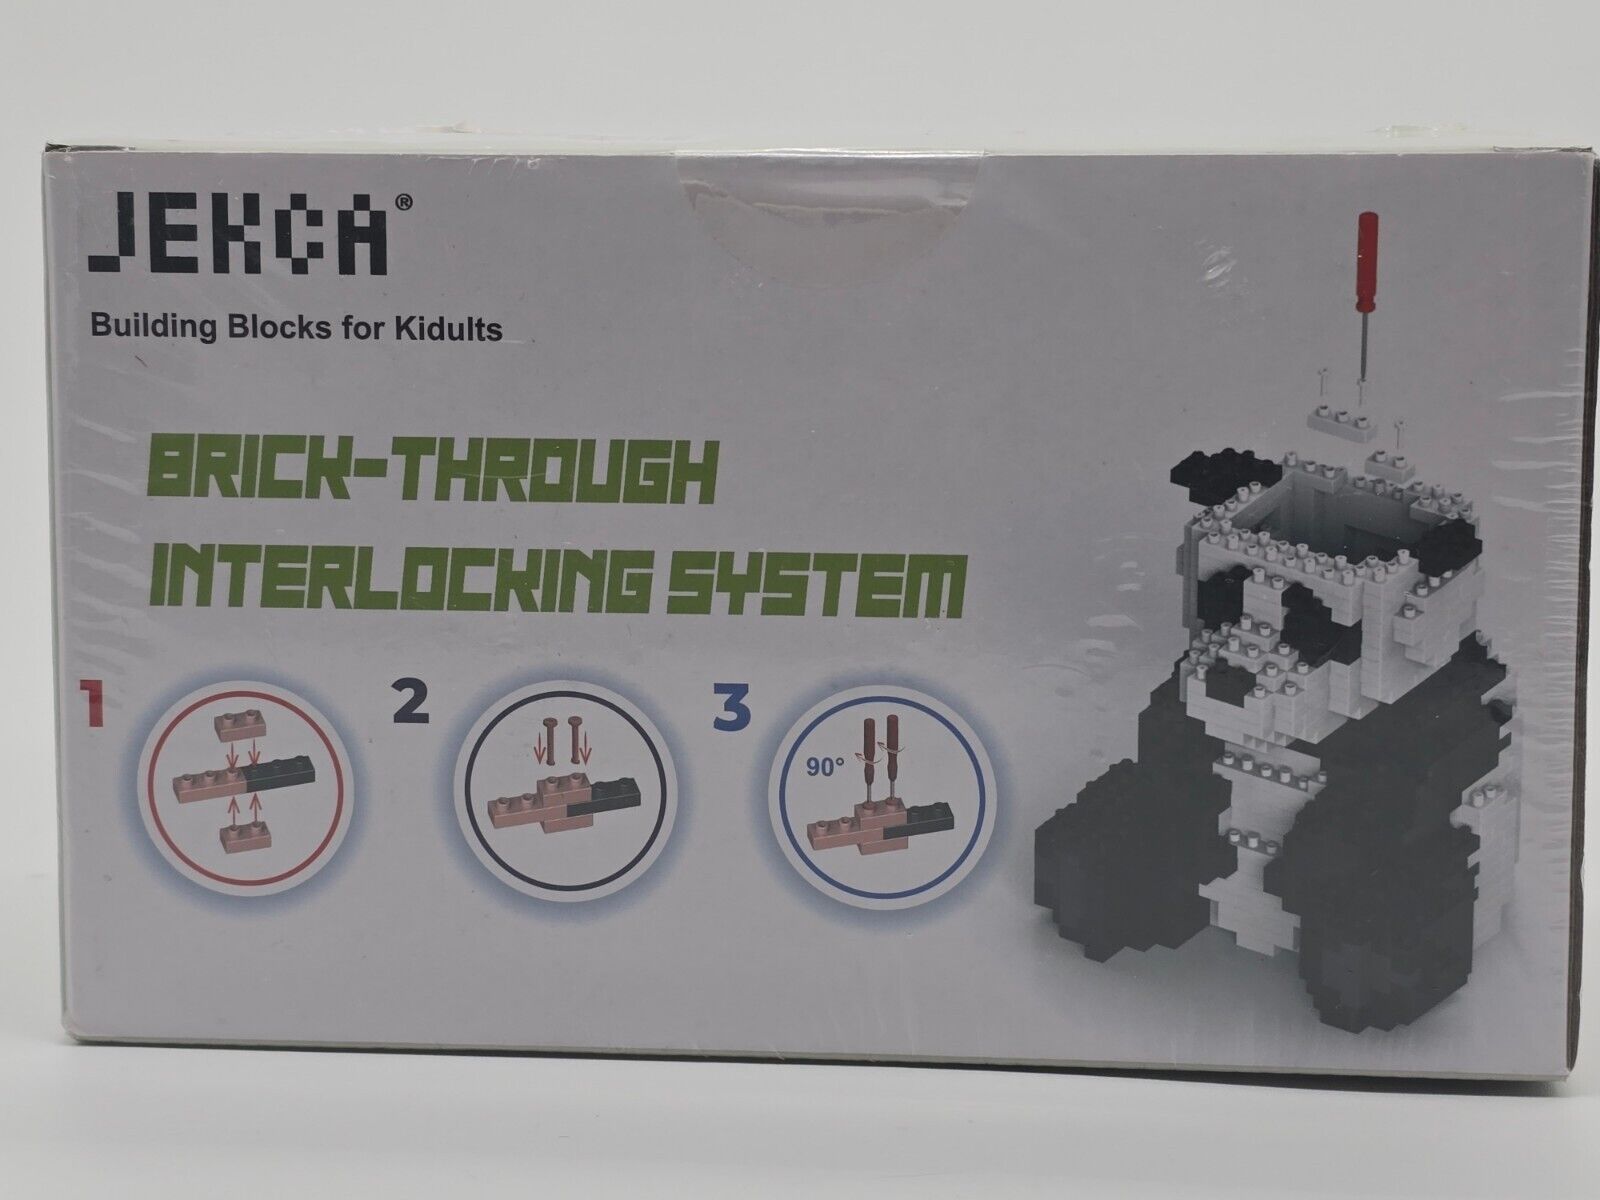 JEKCA®
Building Blocks for Kidults
BRICK-THROUGH
INTERLOCKING SYSTEM
1
2
3
90°